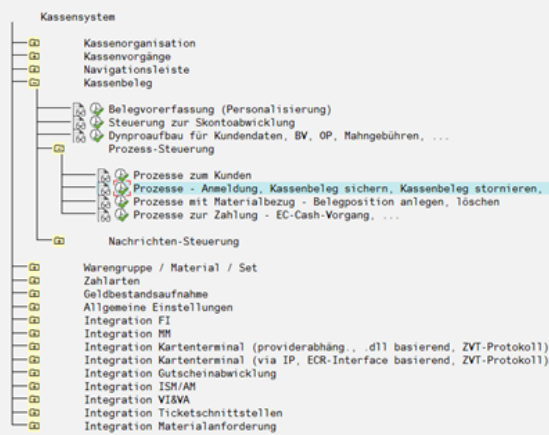 Kassensystem
Kassenorganisation
Kassenvorgänge
Navigationsleiste
Kassenbeleg
Belegvorerfassung (Personalisierung)
Steuerung zur Skontoabwicklung
Dynproaufbau für Kundendaten, BV, OP, Mahngebühren, ...
Prozess-Steuerung
Prozesse zum Kunden
Prozesse - Anmeldung, Kassenbeleg sichern, Kassenbeleg stornieren,
Prozesse mit Materialbezug - Belegposition anlegen, löschen
Prozesse zur Zahlung - EC-Cash-Vorgang, ...
Nachrichten-Steuerung
Warengruppe / Material / Set
Zahlarten
Geldbestandsaufnahme
Allgemeine Einstellungen
Integration FI
Integration MM
Integration Kartenterminal (providerabhäng., .dll basierend, ZVT-Protokoll)
Integration Kartenterminal (via IP, ECR-Interface basierend, ZVT-Protokoll)
Integration Gutscheinabwicklung
Integration ISM/AM
Integration VI&VA
Integration Ticketschnittstellen
Integration Materialanforderung